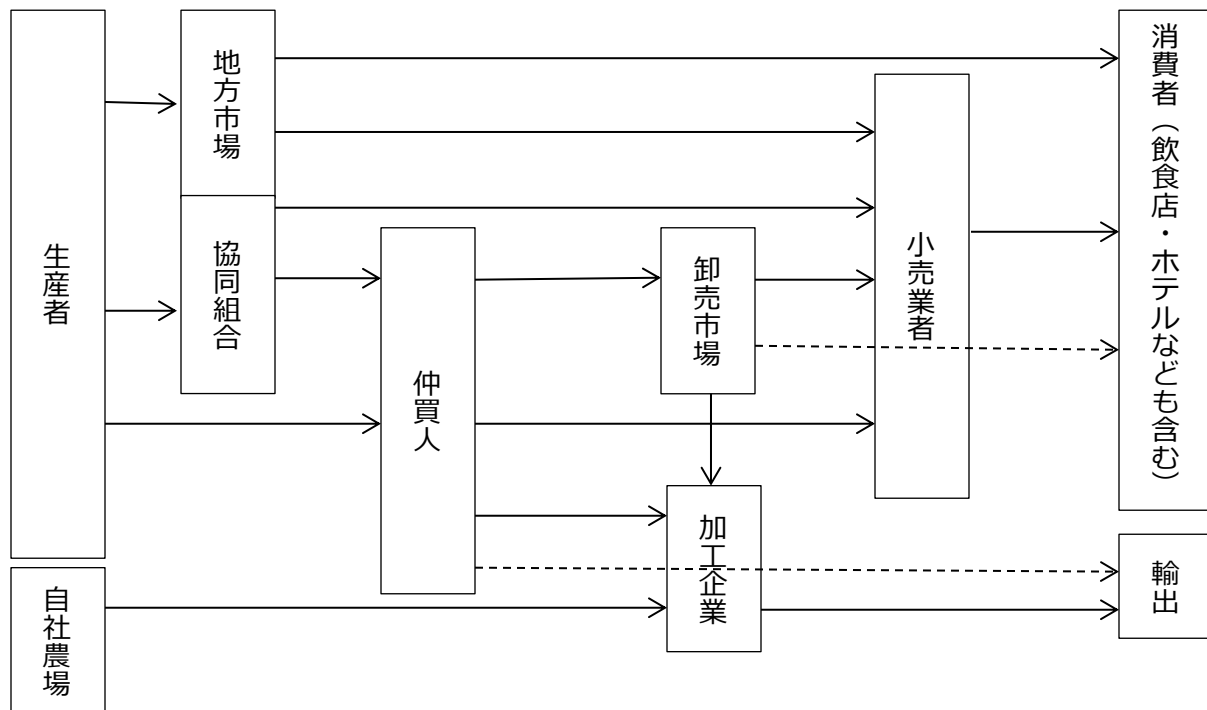 生産者
自社農場
地方市場
協同組合
仲買人
卸売市場
加工企業
小売業者
消費者（飲食店・ホテルなども含む）
輸出